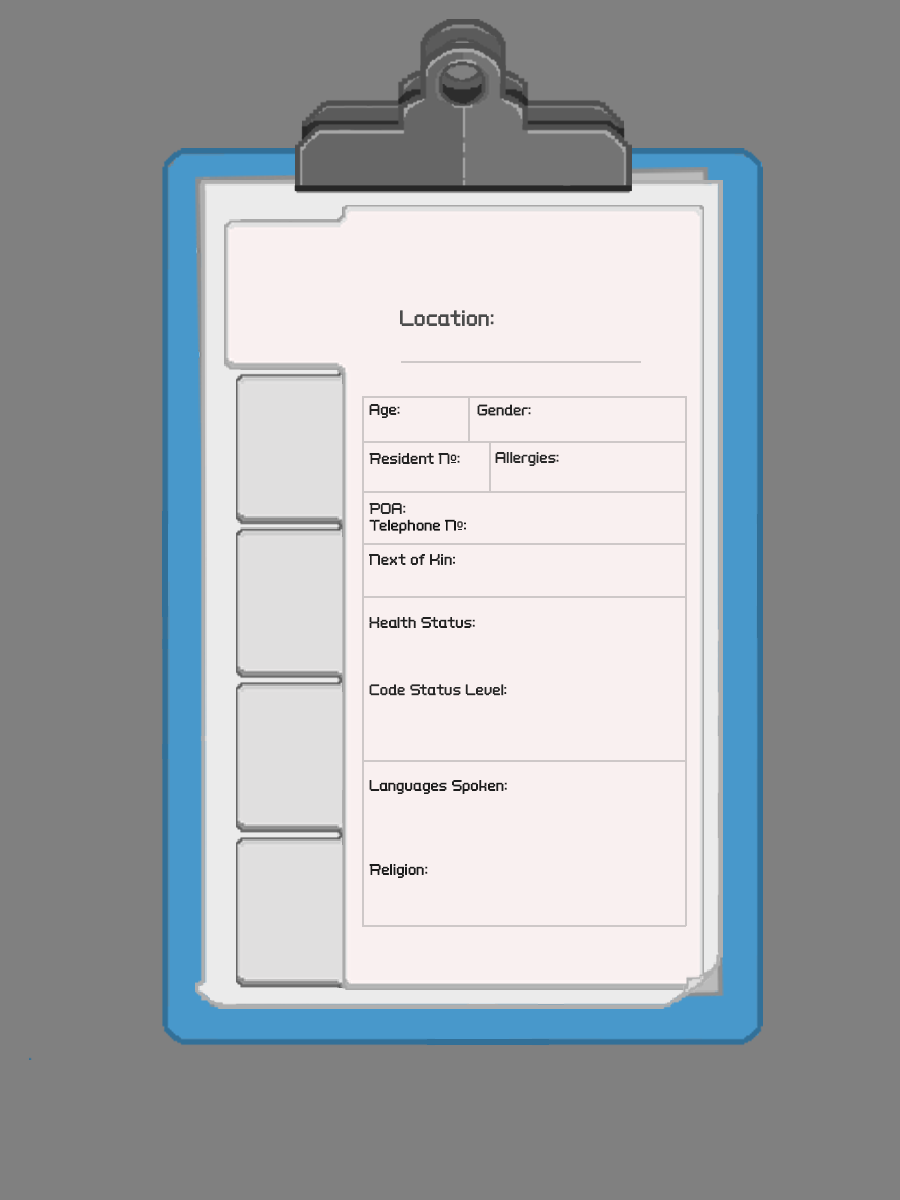 Location:
Age: Gender:
Resident Nº: Allergies:
POA:
Telephone Nº:
Next of Kin:
Health Status:
Code Status Level:
Languages Spoken:
Religion: